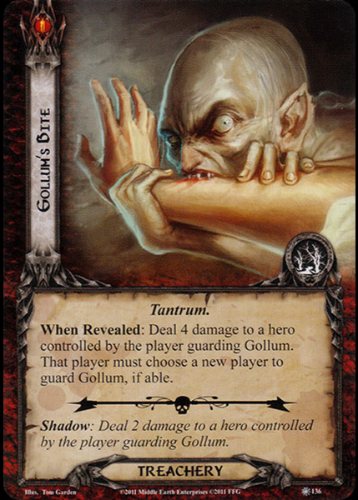 GOLLUM'S BITE
Tantrum.
When Revealed: Deal 4 damage to a hero
controlled by the player guarding Gollum.
That player must choose a new player to
guard Gollum, if able.
Shadow: Deal 2 damage to a hero controlled
by the player guarding Gollum.
TREACHERY
Illus. Tom Garden
©2011 Middle Earth Enterprises ©2011 FFG
136